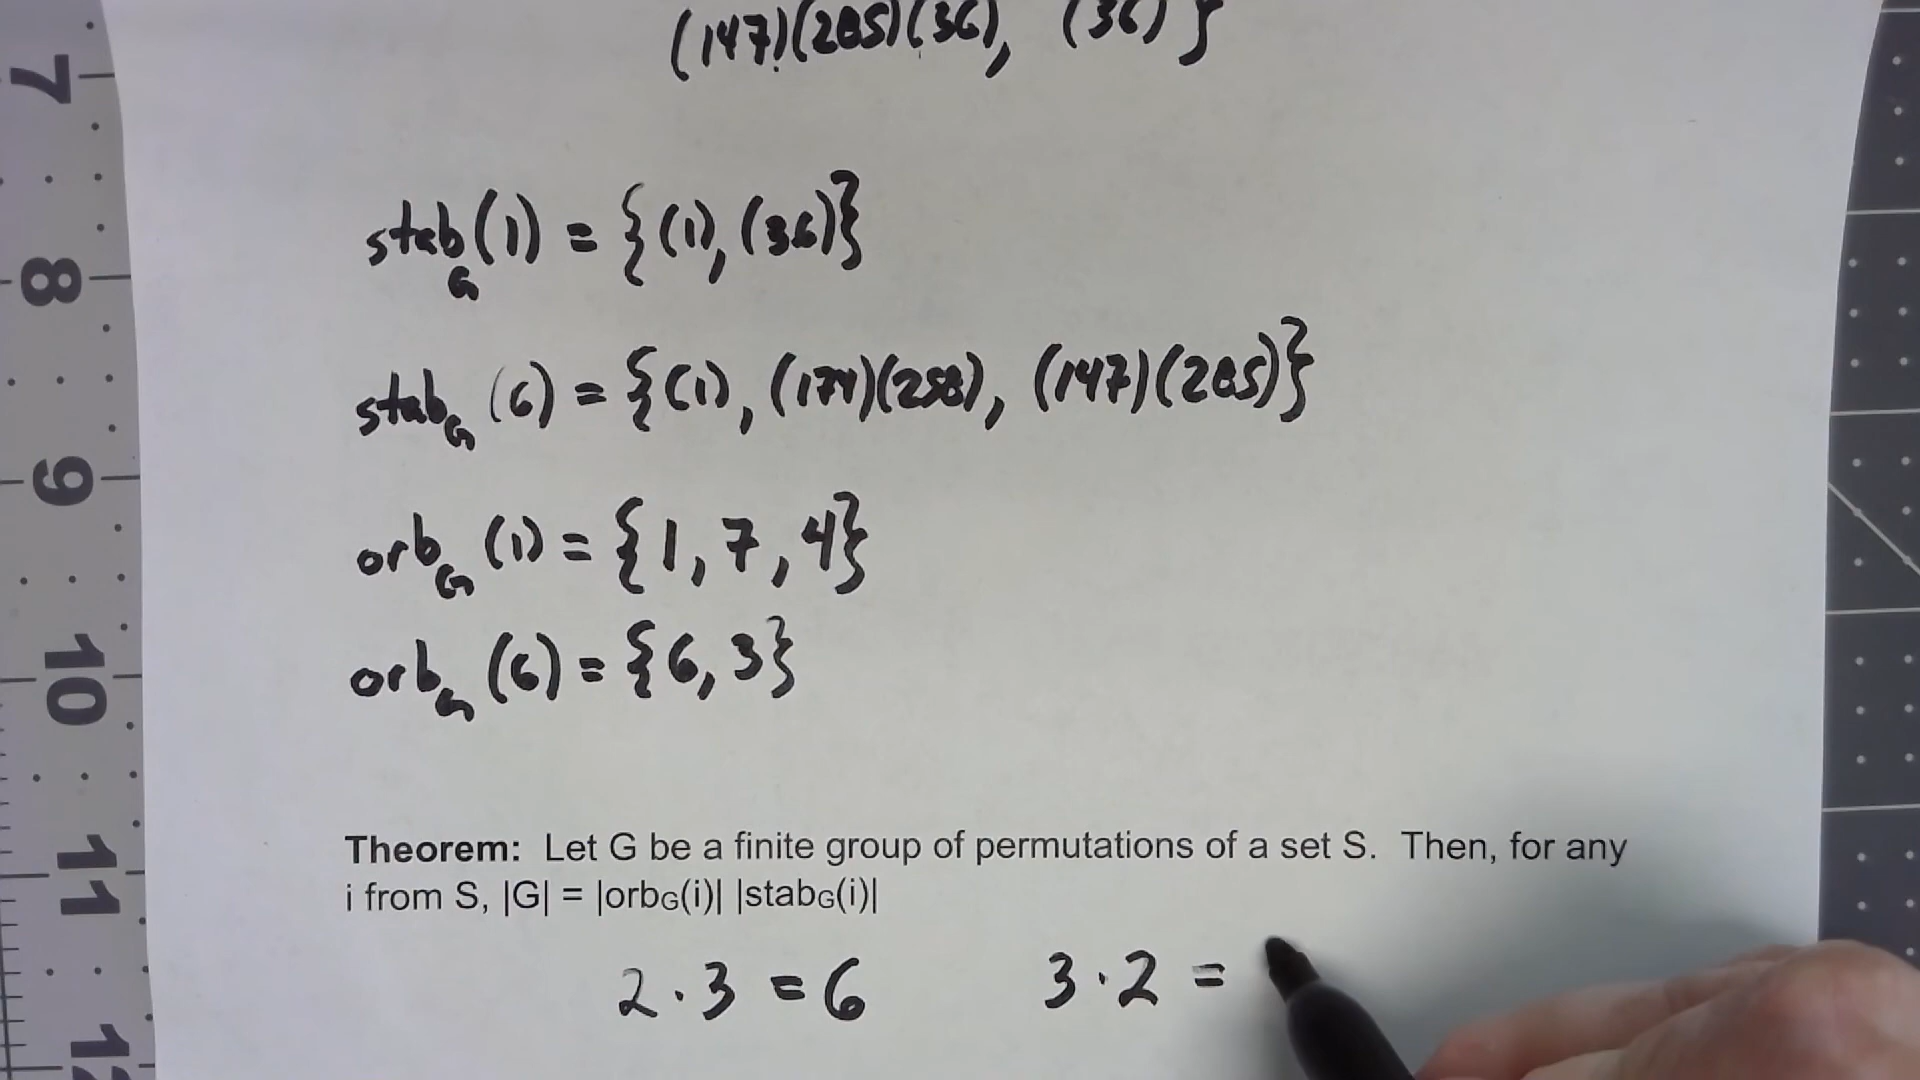 (147)(285)(36), (36)}
stab_G(1) = {(1), (36)}
stab_G(6) = {(1), (174)(258), (147)(285)}
orb_G(1) = {1, 7, 4}
orb_G(6) = {6, 3}
Theorem: Let G be a finite group of permutations of a set S. Then, for any
i from S, |G| = |orbG(i)| |stabG(i)|
2 · 3 = 6 3 · 2 =
7
8
9
10
11
12